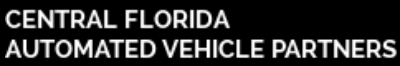 CENTRAL FLORIDA
AUTOMATED VEHICLE PARTNERS